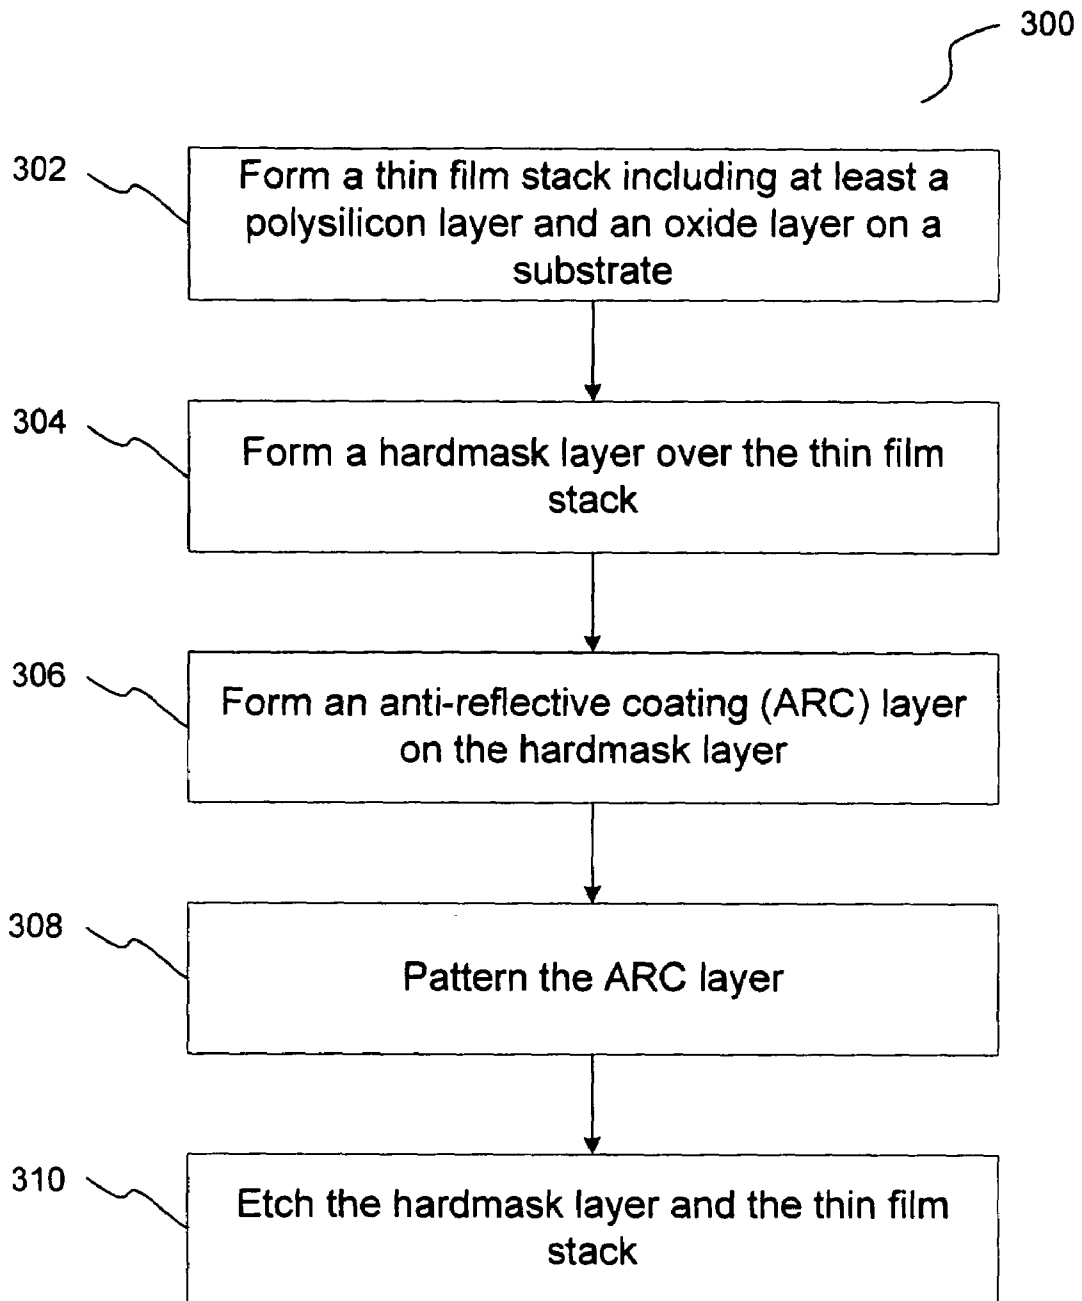 300
302
Form a thin film stack including at least a
polysilicon layer and an oxide layer on a
substrate
304
Form a hardmask layer over the thin film
stack
306
Form an anti-reflective coating (ARC) layer
on the hardmask layer
308
Pattern the ARC layer
310
Etch the hardmask layer and the thin film
stack